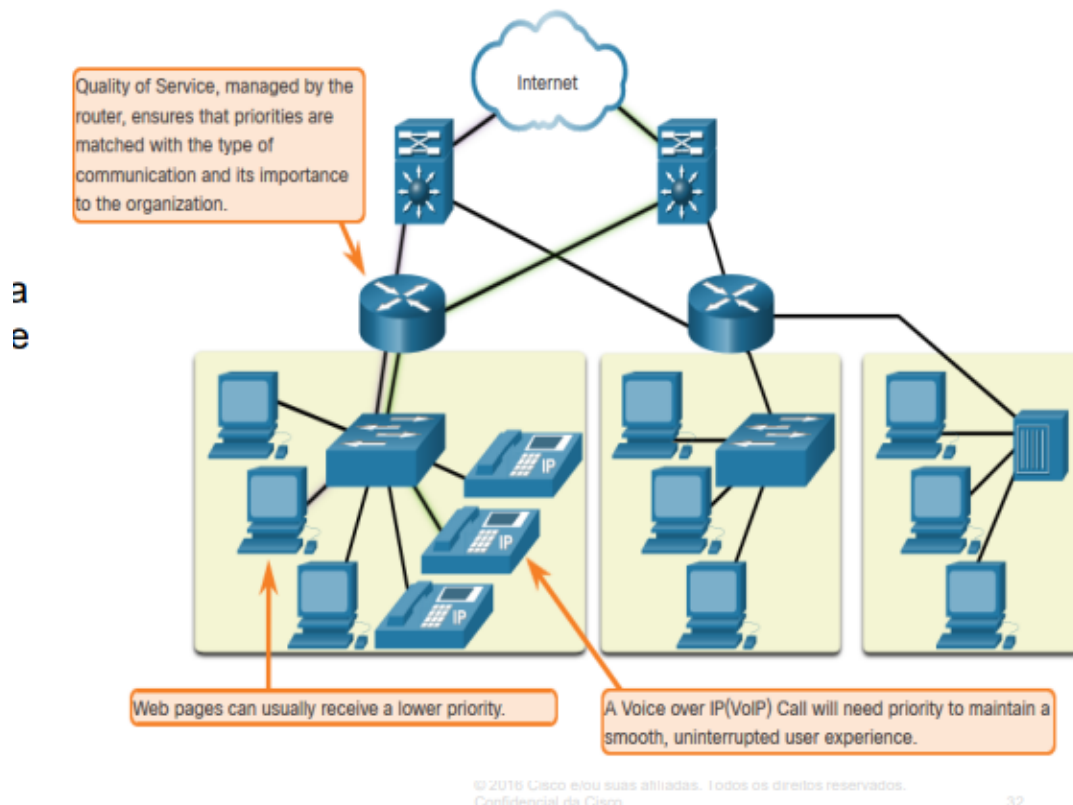 Internet
Quality of Service, managed by the
router, ensures that priorities are
matched with the type of
communication and its importance
to the organization.
a
e
IP
IP
IP
Web pages can usually receive a lower priority.
A Voice over IP(VoIP) Call will need priority to maintain a
smooth, uninterrupted user experience.
© 2016 Cisco e/ou suas afiliadas. Todos os direitos reservados.
Confidencial da Cisco
32